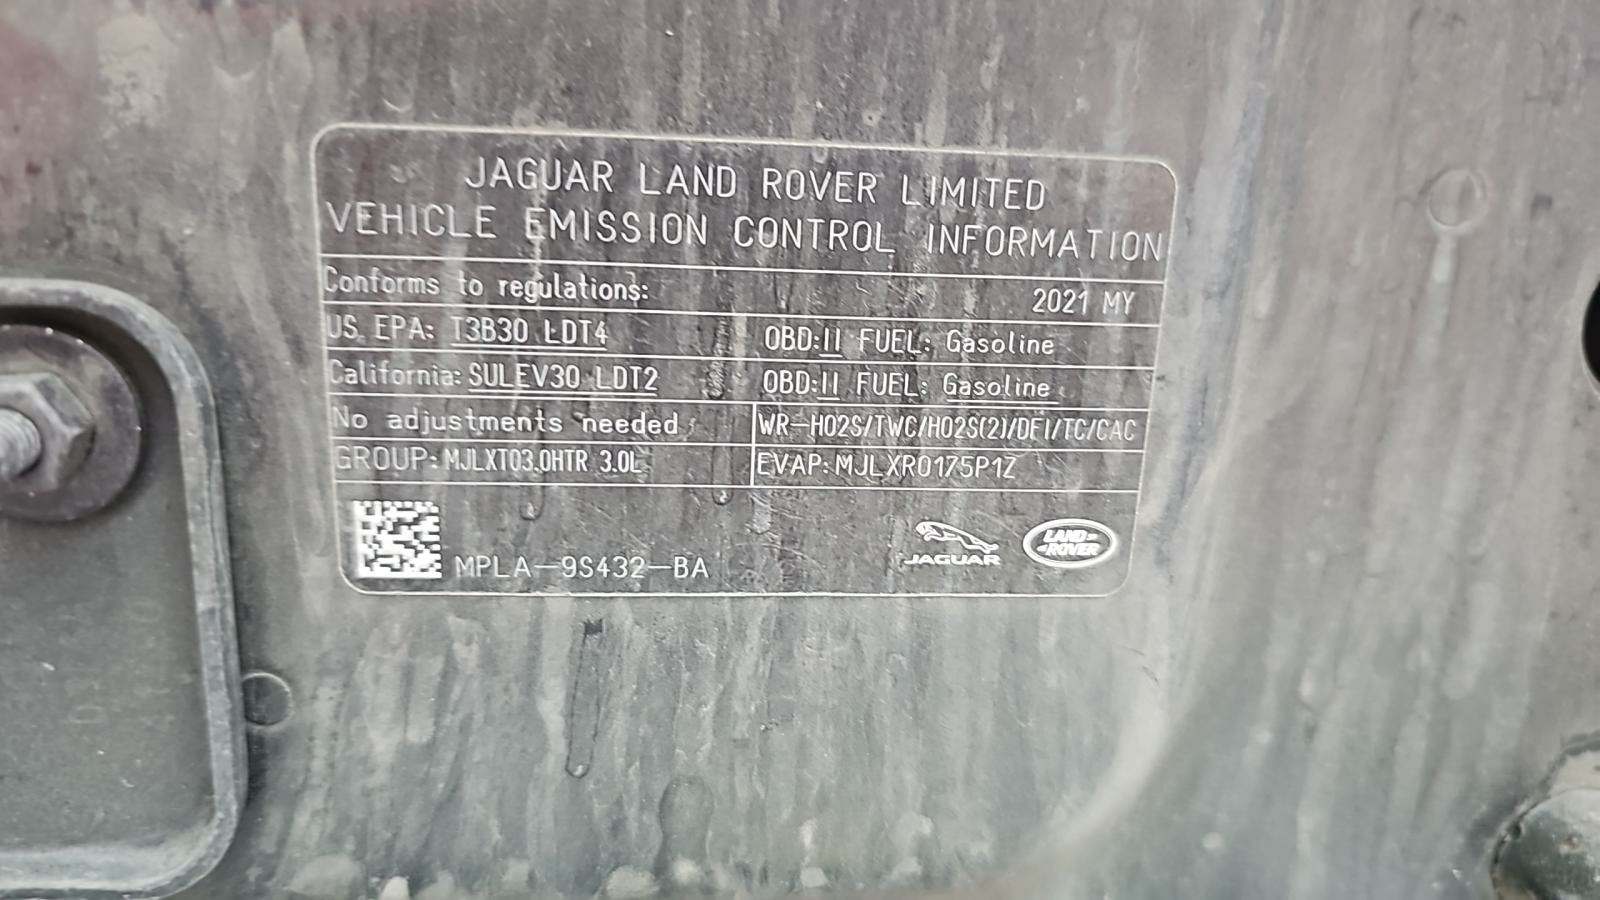 JAGUAR LAND ROVER LIMITED
VEHICLE EMISSION CONTROL INFORMATION
Conforms to regulations: 2021 MY
US EPA: T3B30 LDT4 OBD:II FUEL: Gasoline
California: SULEV30 LDT2 OBD:II FUEL: Gasoline
No adjustments needed WR-HO2S/TWC/HO2S(2)/DFI/TC/CAC
GROUP: MJLXT03.0HTR 3.0L EVAP: MJLXR0175P1Z
MPLA-9S432-BA
JAGUAR
LAND
ROVER